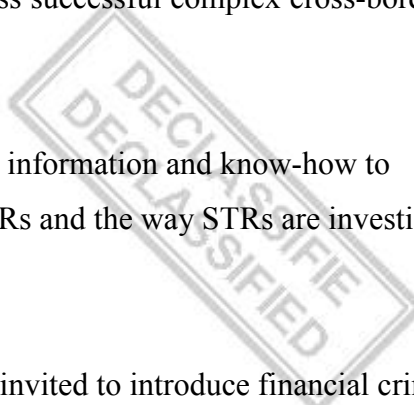 ss successful complex cross-bord
DECLASSIFIE
DECLASSIFIED
information and know-how to
Rs and the way STRs are investi
invited to introduce financial crim